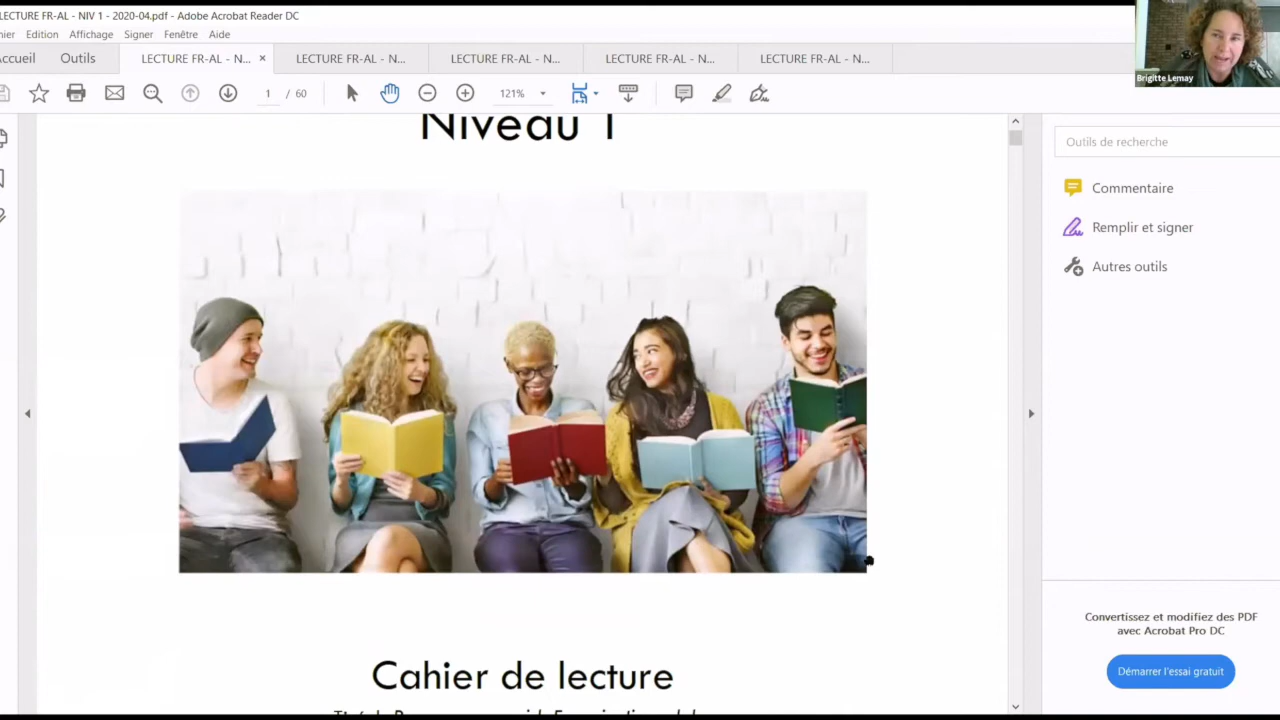 LECTURE FR-AL - NIV 1 - 2020-04.pdf - Adobe Acrobat Reader DC
Edition Affichage Signer Fenêtre Aide
Outils
LECTURE FR-AL - N... ×
LECTURE FR-AL - N...
LECTURE FR-AL - N...
LECTURE FR-AL - N...
LECTURE FR-AL - N...
Brigitte Lemay
1 / 60
121%
Niveau 1
Cahier de lecture
Outils de recherche
Commentaire
Remplir et signer
Autres outils
Convertissez et modifiez des PDF
avec Acrobat Pro DC
Démarrer l'essai gratuit